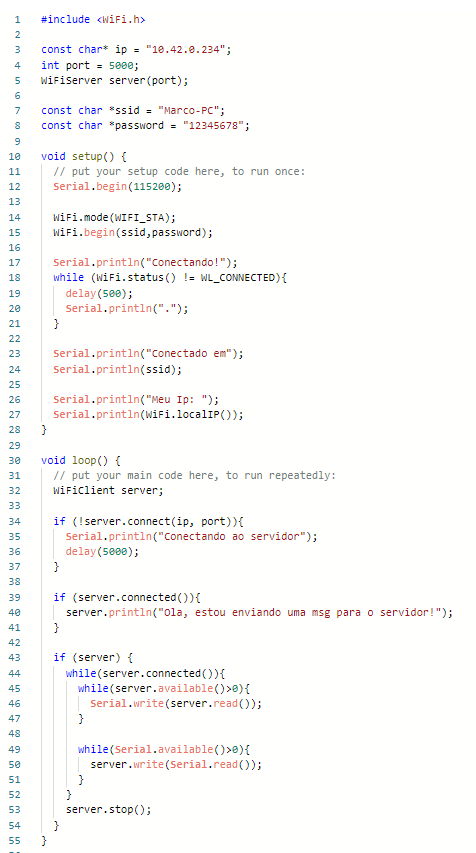 1 #include <WiFi.h>
2
3 const char* ip = "10.42.0.234";
4 int port = 5000;
5 WiFiServer server(port);
6
7 const char *ssid = "Marco-PC";
8 const char *password = "12345678";
9
10 void setup() {
11   // put your setup code here, to run once:
12   Serial.begin(115200);
13
14   WiFi.mode(WIFI_STA);
15   WiFi.begin(ssid,password);
16
17   Serial.println("Conectando!");
18   while (WiFi.status() != WL_CONNECTED){
19     delay(500);
20     Serial.println(".");
21   }
22
23   Serial.println("Conectado em");
24   Serial.println(ssid);
25
26   Serial.println("Meu Ip: ");
27   Serial.println(WiFi.localIP());
28 }
29
30 void loop() {
31   // put your main code here, to run repeatedly:
32   WiFiClient server;
33
34   if (!server.connect(ip, port)){
35     Serial.println("Conectando ao servidor");
36     delay(5000);
37   }
38
39   if (server.connected()){
40     server.println("Ola, estou enviando uma msg para o servidor!");
41   }
42
43   if (server) {
44     while(server.connected()){
45       while(server.available()>0){
46         Serial.write(server.read());
47       }
48
49       while(Serial.available()>0){
50         server.write(Serial.read());
51       }
52     }
53     server.stop();
54   }
55 }